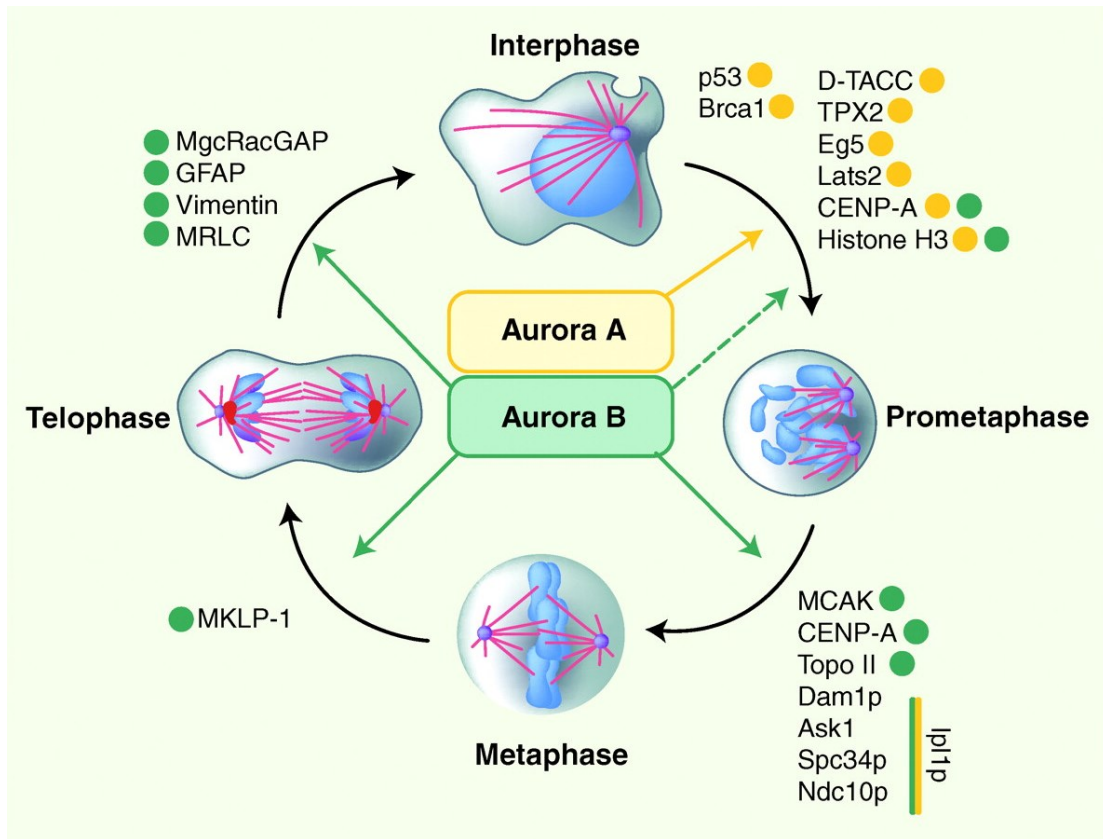 Interphase
p53
Brca1
D-TACC
TPX2
Eg5
Lats2
CENP-A
Histone H3
MgcRacGAP
GFAP
Vimentin
MRLC
Aurora A
Aurora B
Telophase
Prometaphase
MKLP-1
Metaphase
MCAK
CENP-A
Topo II
Dam1p
Ask1
Spc34p
Ndc10p
Ipl1p